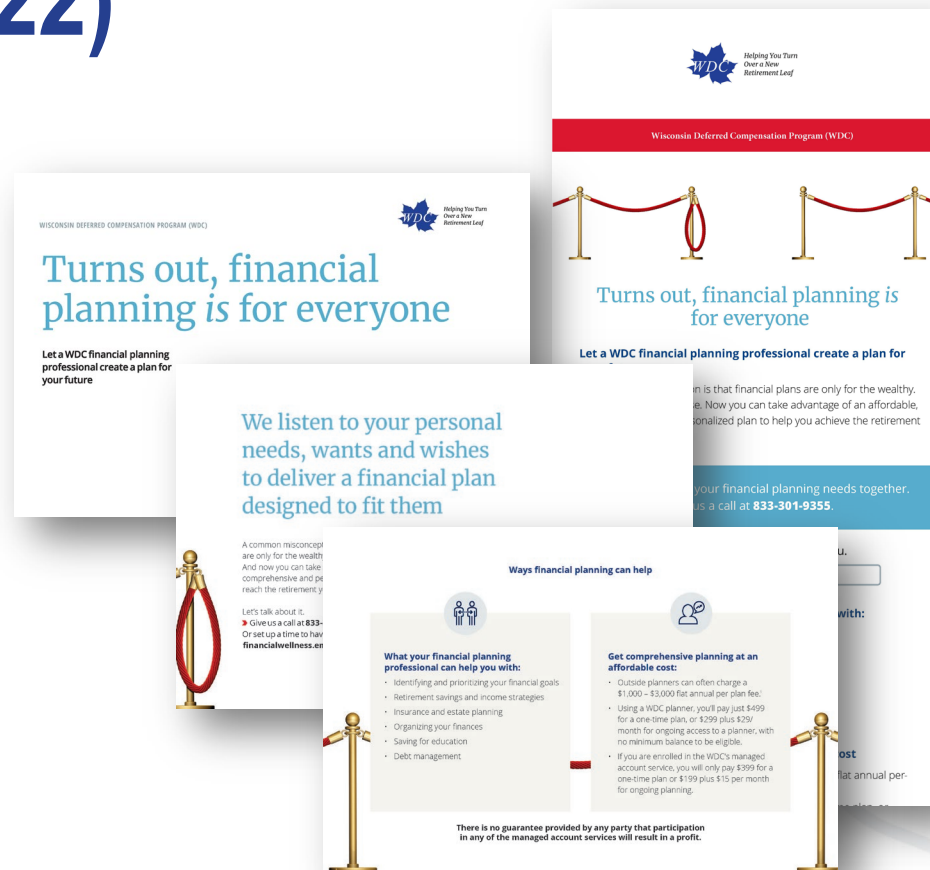 22)
WDC
Helping You Turn
Over a New
Retirement Leaf
Wisconsin Deferred Compensation Program (WDC)
Turns out, financial planning is
for everyone
Let a WDC financial planning professional create a plan for
n is that financial plans are only for the wealthy.
e. Now you can take advantage of an affordable,
sonalized plan to help you achieve the retirement
your financial planning needs together.
us a call at 833-301-9355.
u.
with:
ost
flat annual per-
WISCONSIN DEFERRED COMPENSATION PROGRAM (WDC)
WDC
Helping You Turn
Over a New
Retirement Leaf
Turns out, financial
planning is for everyone
Let a WDC financial planning
professional create a plan for
your future
We listen to your personal
needs, wants and wishes
to deliver a financial plan
designed to fit them
A common misconcept
are only for the wealth
And now you can take
comprehensive and pe
reach the retirement y
Let's talk about it.
Give us a call at 833-
Or set up a time to hav
financialwellness.em
Ways financial planning can help
What your financial planning
professional can help you with:
• Identifying and prioritizing your financial goals
• Retirement savings and income strategies
• Insurance and estate planning
• Organizing your finances
• Saving for education
• Debt management
Get comprehensive planning at an
affordable cost:
• Outside planners can often charge a
$1,000 – $3,000 flat annual per plan fee.
• Using a WDC planner, you'll pay just $499
for a one-time plan, or $299 plus $29/
month for ongoing access to a planner, with
no minimum balance to be eligible.
• If you are enrolled in the WDC's managed
account service, you will only pay $399 for a
one-time plan or $199 plus $15 per month
for ongoing planning.
There is no guarantee provided by any party that participation
in any of the managed account services will result in a profit.